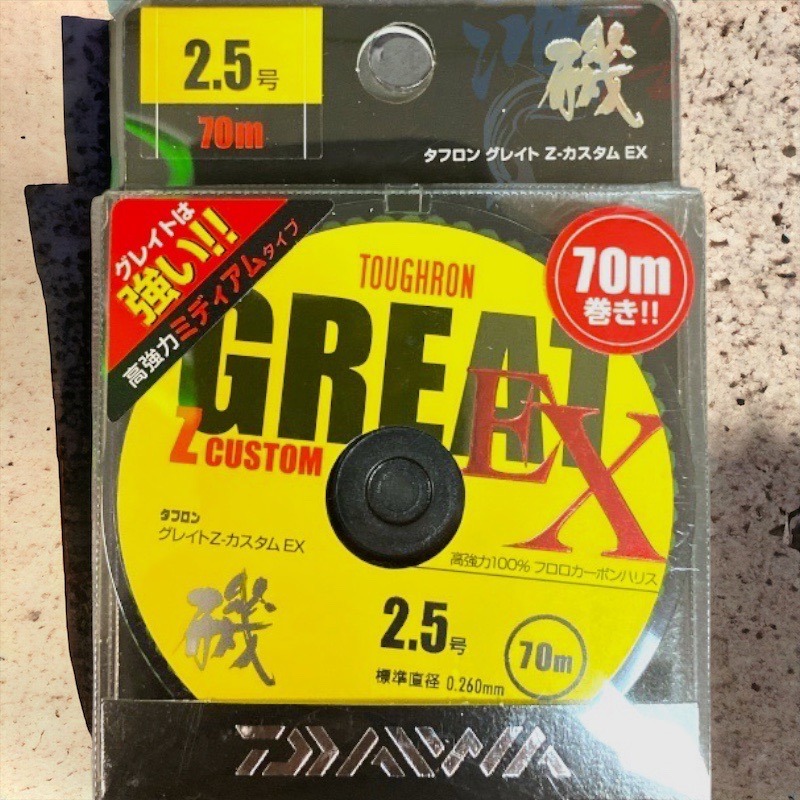 2.5号
70m
磯
タフロン グレイト Z-カスタム EX
グレイトは
強い!!
高強力ミディアムタイプ
70m
巻き!!
TOUGHRON
GREAT
EX
Z CUSTOM
タフロン
グレイトZ-カスタム EX
高強力100% フロロカーボンハリス
磯
2.5号
70m
標準直径 0.260mm
DAIWA